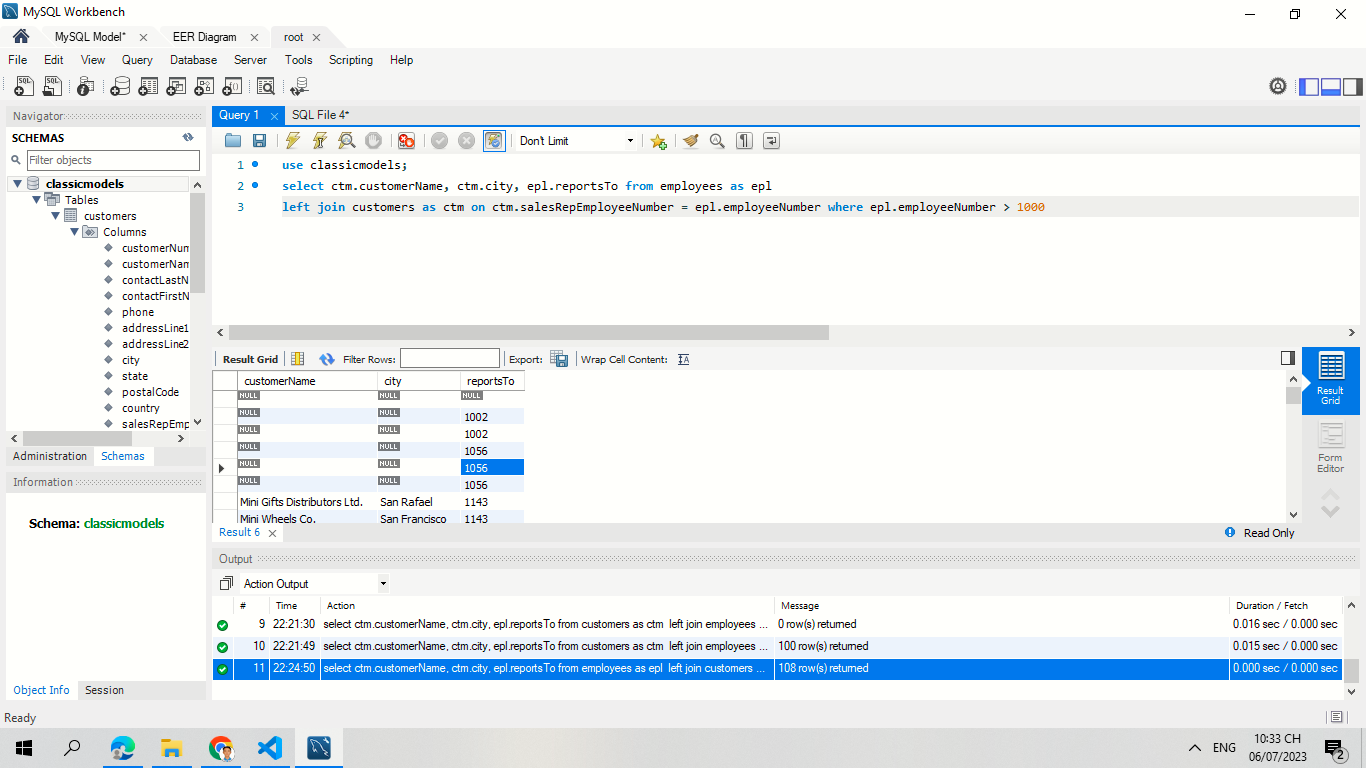 MySQL Workbench
MySQL Model*
EER Diagram
root
File Edit View Query Database Server Tools Scripting Help
Navigator
SCHEMAS
Filter objects
classicmodels
Tables
customers
Columns
customerNum
customerNam
contactLastN
contactFirstN
phone
addressLine1
addressLine2
city
state
postalCode
country
salesRepEmp
Administration Schemas
Information
Schema: classicmodels
Object Info Session
Query 1
SQL File 4*
Don't Limit
1 use classicmodels;
2 select ctm.customerName, ctm.city, epl.reportsTo from employees as epl
3 left join customers as ctm on ctm.salesRepEmployeeNumber = epl.employeeNumber where epl.employeeNumber > 1000
Result Grid Filter Rows: Export: Wrap Cell Content:
customerName city reportsTo
NULL NULL NULL
NULL NULL 1002
NULL NULL 1002
NULL NULL 1056
NULL NULL 1056
NULL NULL 1056
Mini Gifts Distributors Ltd. San Rafael 1143
Mini Wheels Co. San Francisco 1143
Result Grid
Form Editor
Result 6
Read Only
Output
Action Output
# Time Action Message Duration / Fetch
9 22:21:30 select ctm.customerName, ctm.city, epl.reportsTo from customers as ctm left join employees ... 0 row(s) returned 0.016 sec / 0.000 sec
10 22:21:49 select ctm.customerName, ctm.city, epl.reportsTo from customers as ctm left join employees ... 100 row(s) returned 0.015 sec / 0.000 sec
11 22:24:50 select ctm.customerName, ctm.city, epl.reportsTo from employees as epl left join customers ... 108 row(s) returned 0.000 sec / 0.000 sec
Ready
ENG
10:33 CH
06/07/2023
2